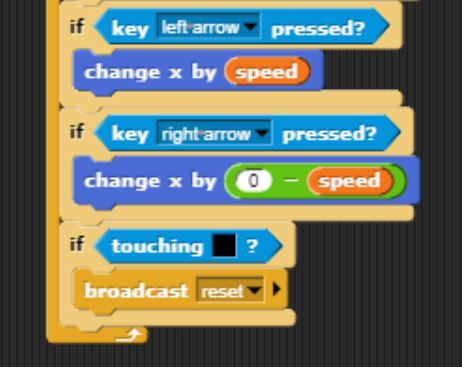 if key left arrow pressed?
change x by speed
if key right arrow pressed?
change x by 0 - speed
if touching ?
broadcast reset